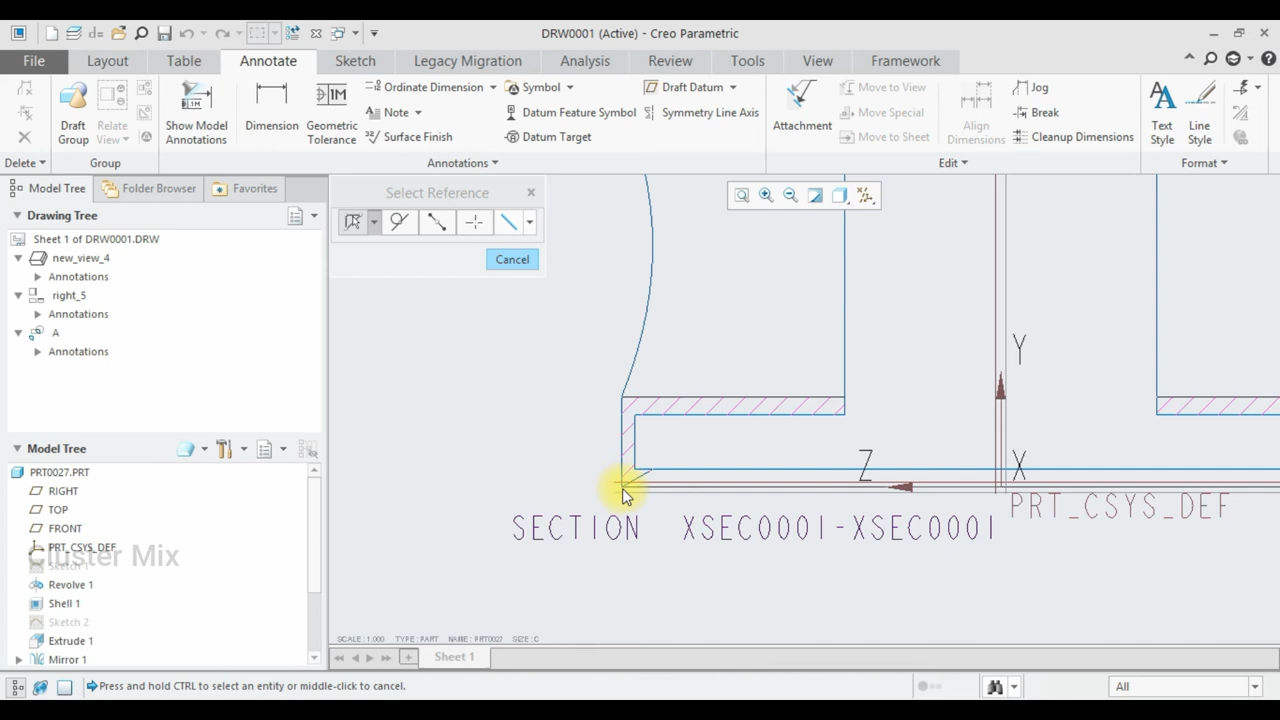 DRW0001 (Active) - Creo Parametric
File Layout Table Annotate Sketch Legacy Migration Analysis Review Tools View Framework
Draft Group
Relate View
Show Model Annotations
Dimension
Geometric Tolerance
Ordinate Dimension
Note
Surface Finish
Symbol
Datum Feature Symbol
Datum Target
Draft Datum
Symmetry Line Axis
Attachment
Move to View
Move Special
Move to Sheet
Align Dimensions
Jog
Break
Cleanup Dimensions
Text Style
Line Style
Delete Group Annotations Edit Format
Model Tree Folder Browser Favorites
Drawing Tree
Sheet 1 of DRW0001.DRW
new_view_4
Annotations
right_5
Annotations
A
Annotations
Model Tree
PRT0027.PRT
RIGHT
TOP
FRONT
PRT_CSYS_DEF
Cluster Mix
Sketch 1
Revolve 1
Shell 1
Sketch 2
Extrude 1
Mirror 1
Select Reference
Cancel
Y
Z X
PRT_CSYS_DEF
SECTION XSEC0001-XSEC0001
SCALE : 1.000 TYPE : PART NAME : PRT0027 SIZE : C
Sheet 1
Press and hold CTRL to select an entity or middle-click to cancel.
All